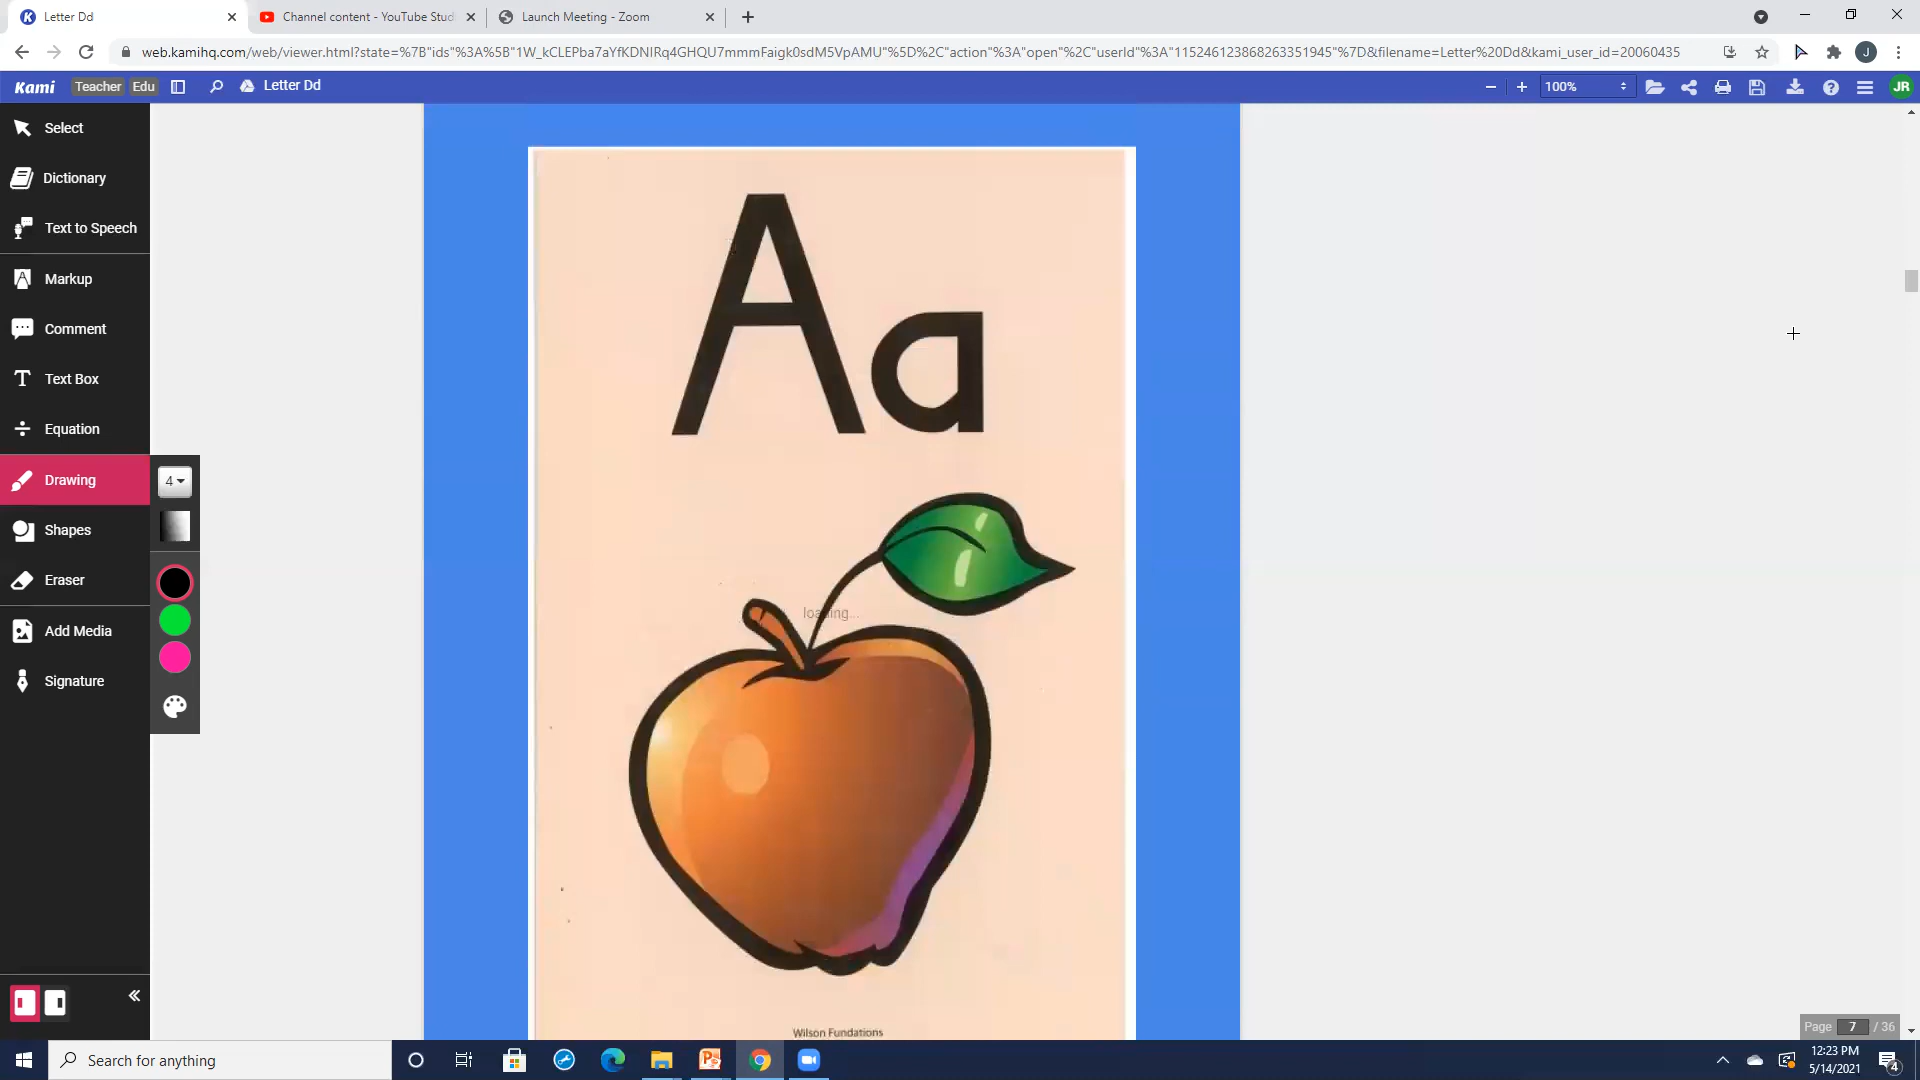 Letter Dd
Channel content - YouTube Stud
Launch Meeting - Zoom
web.kamihq.com/web/viewer.html?state=%7B"ids"%3A%5B"1W_kCLEPba7aYfKDNIRq4GHQU7mmmFaigk0sdM5VpAMU"%5D%2C"action"%3A"open"%2C"userId"%3A"115246123868263351945"%7D&filename=Letter%20Dd&kami_user_id=20060435
J
Kami Teacher Edu Letter Dd 100% JR
Select
Dictionary
Text to Speech
Markup
Comment
Text Box
Equation
Drawing
4
Shapes
Eraser
Add Media
Signature
Aa
loading...
Wilson Fundations
Page 7 / 36
Search for anything
12:23 PM
5/14/2021
4